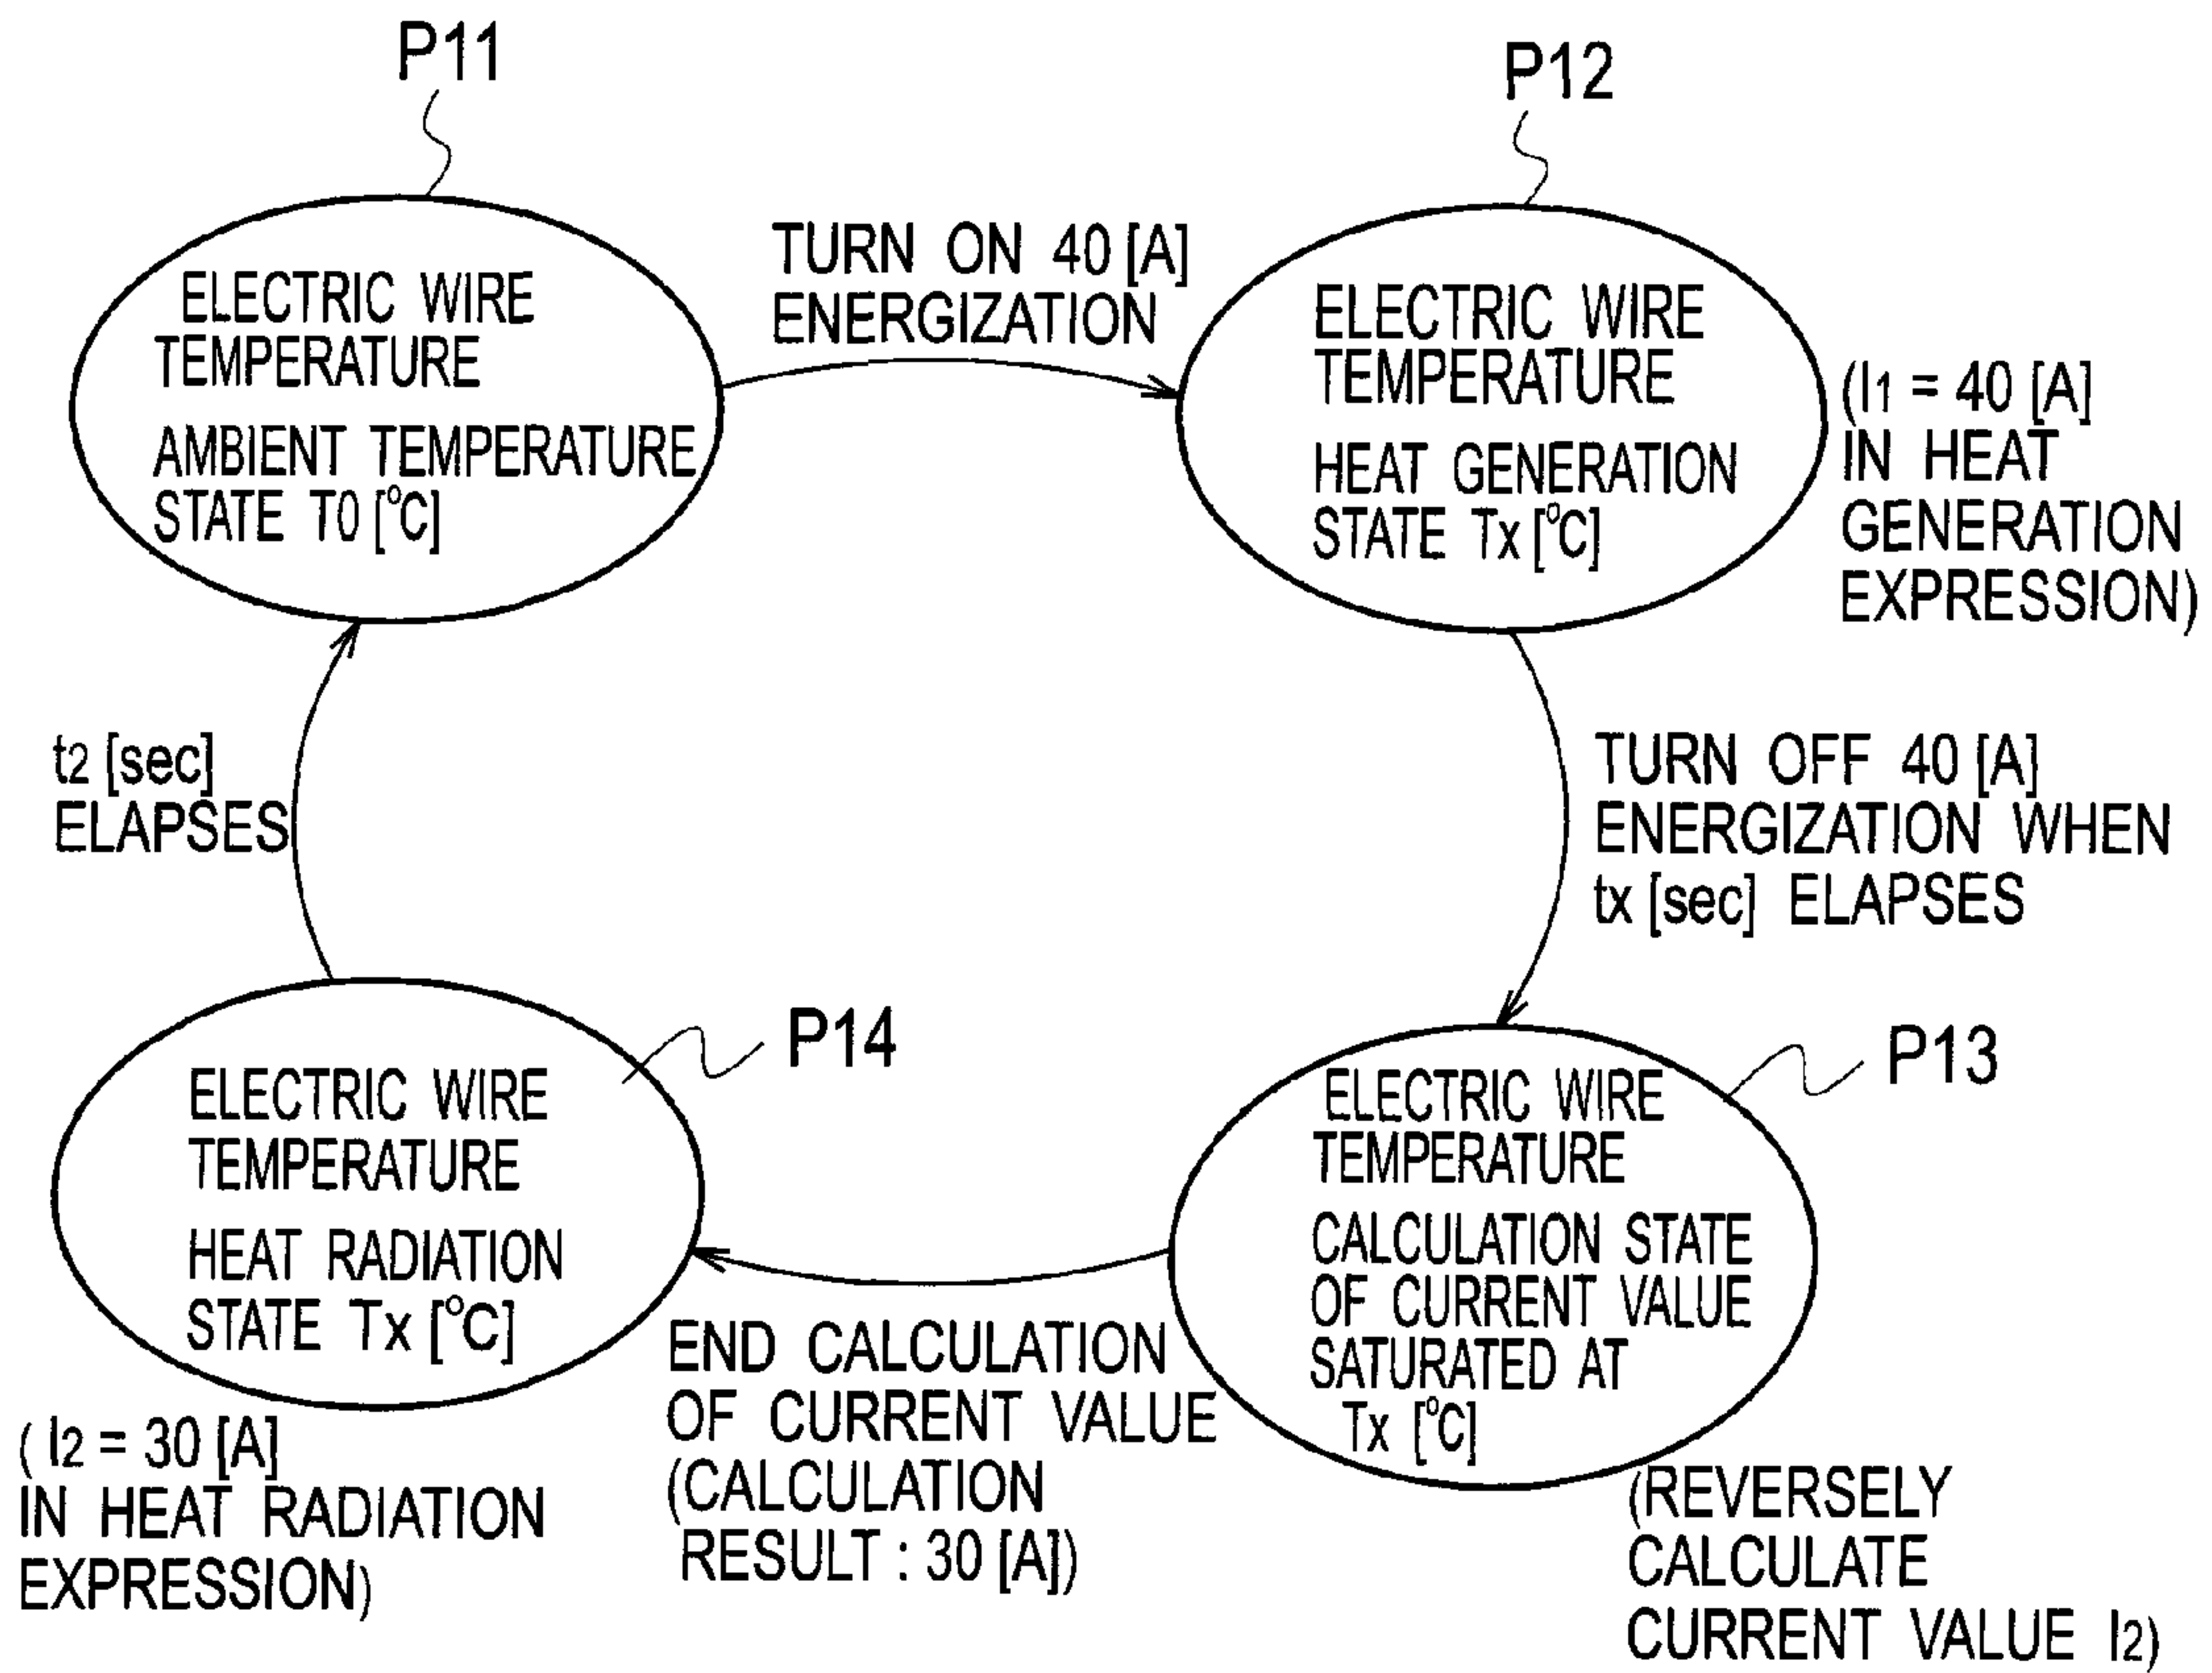 P11
P12
ELECTRIC WIRE
TEMPERATURE
AMBIENT TEMPERATURE
STATE T0 [°C]
TURN ON 40 [A]
ENERGIZATION
ELECTRIC WIRE
TEMPERATURE
HEAT GENERATION
STATE Tx [°C]
(I1 = 40 [A]
IN HEAT
GENERATION
EXPRESSION)
t2 [sec]
ELAPSES
TURN OFF 40 [A]
ENERGIZATION WHEN
tx [sec] ELAPSES
P14
P13
ELECTRIC WIRE
TEMPERATURE
HEAT RADIATION
STATE Tx [°C]
(I2 = 30 [A]
IN HEAT RADIATION
EXPRESSION)
END CALCULATION
OF CURRENT VALUE
(CALCULATION
RESULT : 30 [A])
ELECTRIC WIRE
TEMPERATURE
CALCULATION STATE
OF CURRENT VALUE
SATURATED AT
Tx [°C]
(REVERSELY
CALCULATE
CURRENT VALUE I2)